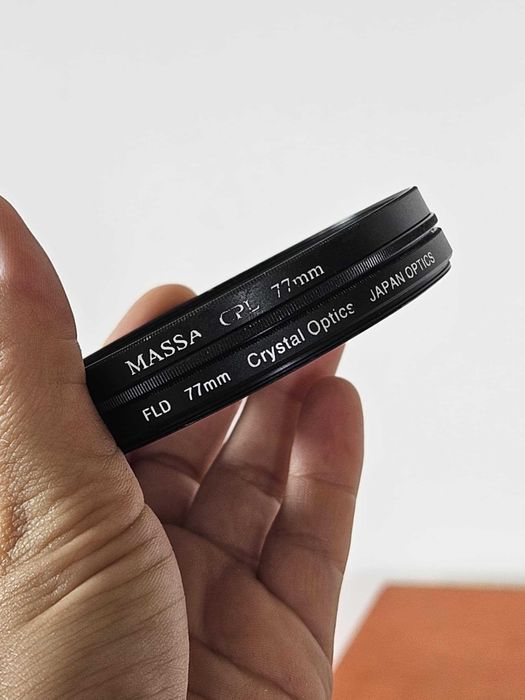 MASSA CPL 77mm
FLD 77mm Crystal Optics JAPAN OPTICS